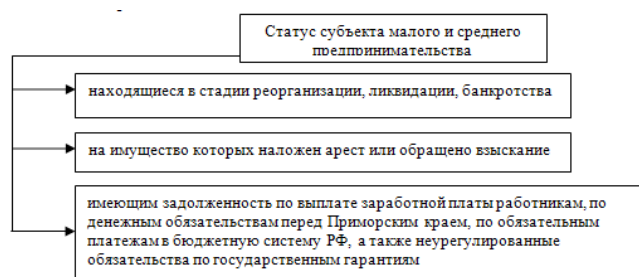 Статус субъекта малого и среднего
предпринимательства
находящиеся в стадии реорганизации, ликвидации, банкротства
на имущество которых наложен арест или обращено взыскание
имеющим задолженность по выплате заработной платы работникам, по
денежным обязательствам перед Приморским краем, по обязательным
платежам в бюджетную систему РФ, а также неурегулированные
обязательства по государственным гарантиям